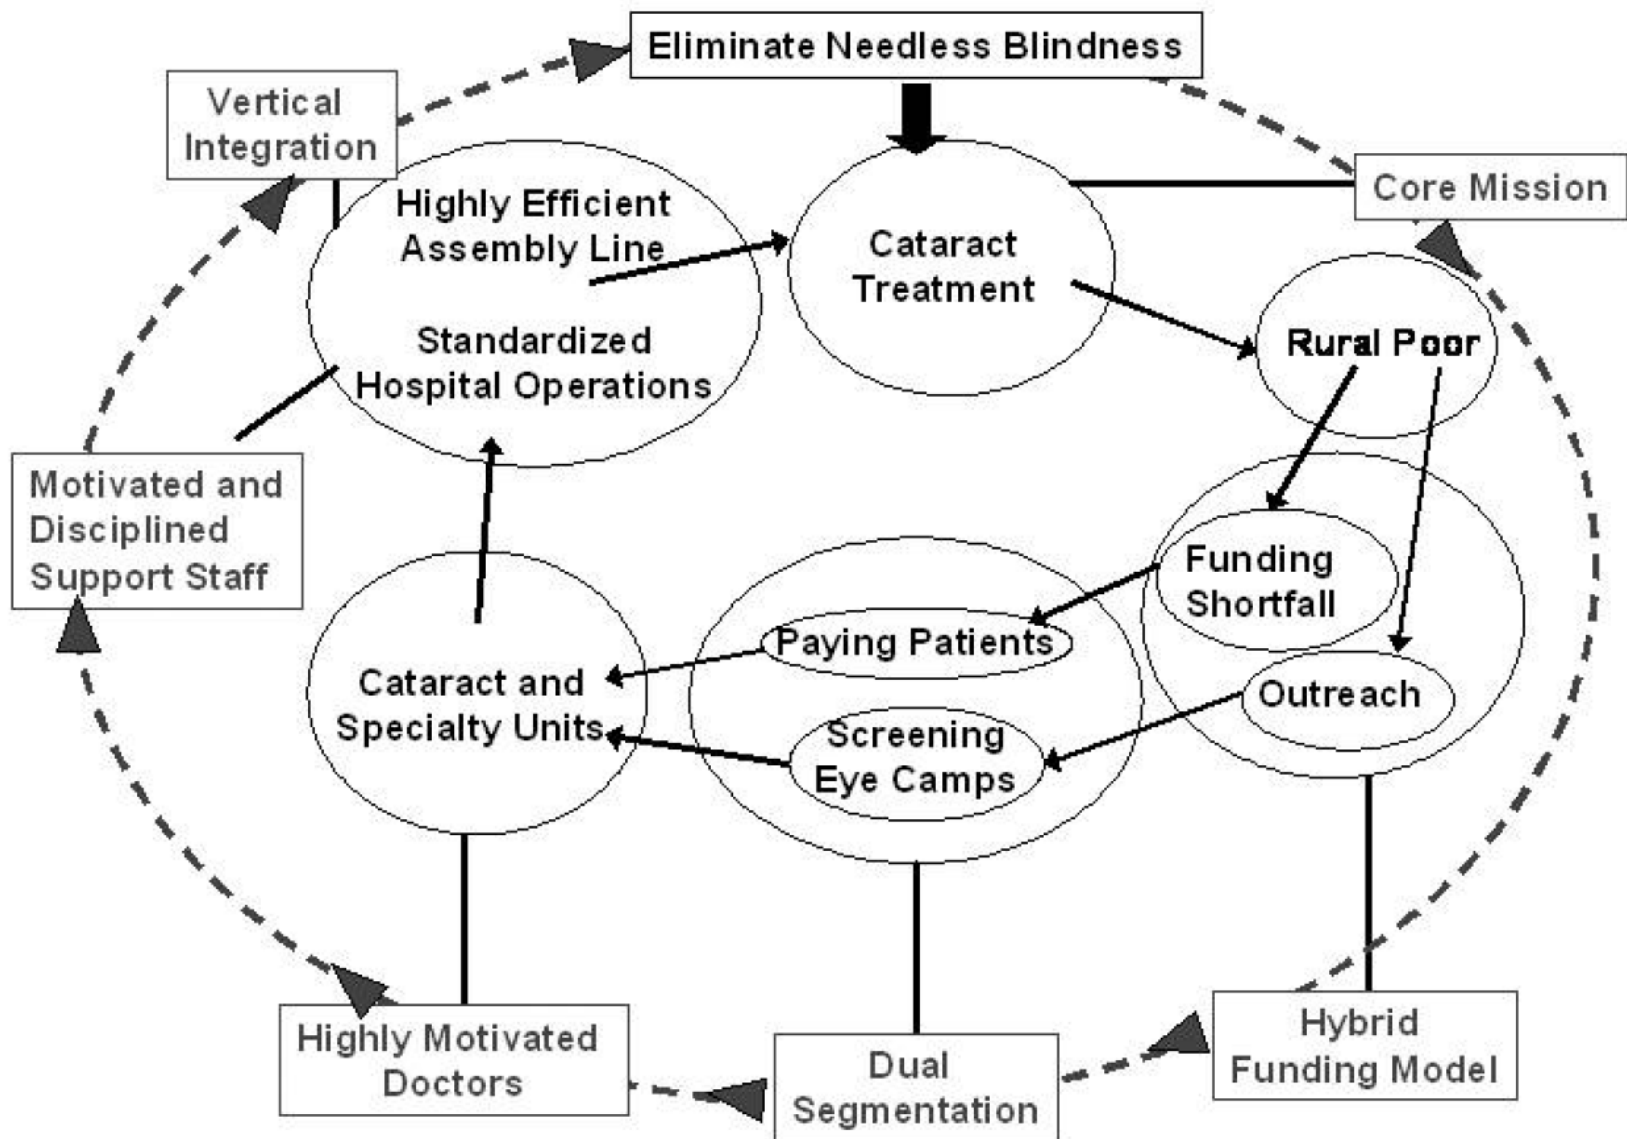 Eliminate Needless Blindness
Vertical
Integration
Core Mission
Highly Efficient
Assembly Line
Cataract
Treatment
Rural Poor
Standardized
Hospital Operations
Motivated and
Disciplined
Support Staff
Funding
Shortfall
Paying Patients
Cataract and
Specialty Units
Outreach
Screening
Eye Camps
Highly Motivated
Doctors
Dual
Segmentation
Hybrid
Funding Model